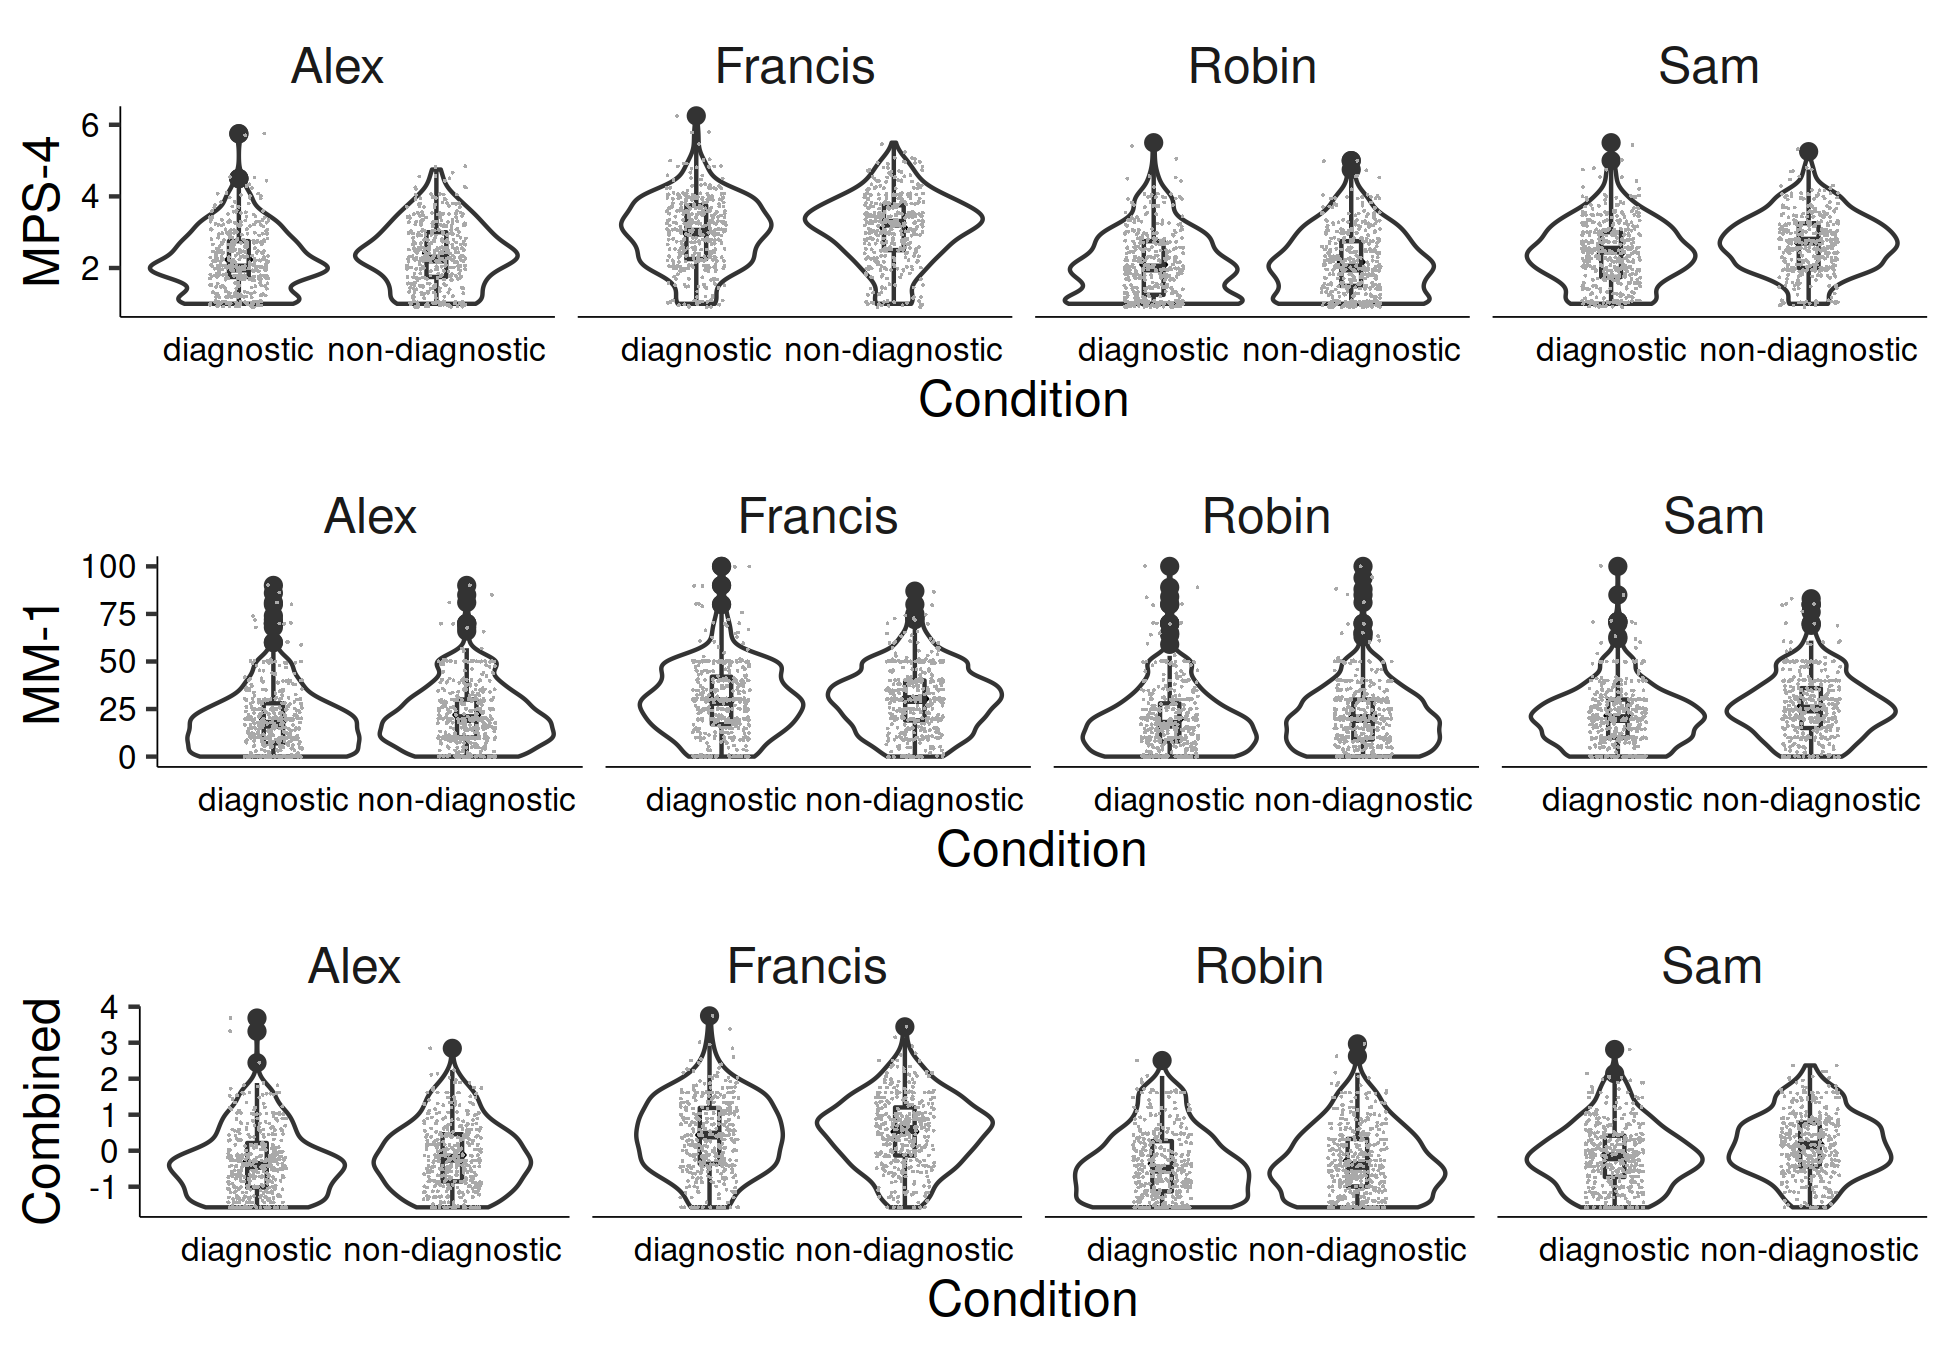 Alex Francis Robin Sam
MPS-4
6
4
2
diagnostic non-diagnostic diagnostic non-diagnostic diagnostic non-diagnostic diagnostic non-diagnostic
Condition
Alex Francis Robin Sam
MM-1
100
75
50
25
0
diagnostic non-diagnostic diagnostic non-diagnostic diagnostic non-diagnostic diagnostic non-diagnostic
Condition
Alex Francis Robin Sam
Combined
4
3
2
1
0
-1
diagnostic non-diagnostic diagnostic non-diagnostic diagnostic non-diagnostic diagnostic non-diagnostic
Condition